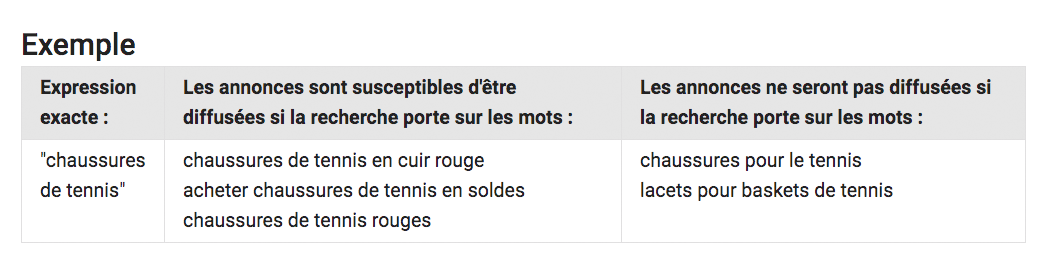 Exemple
Expression
exacte :
Les annonces sont susceptibles d'être
diffusées si la recherche porte sur les mots :
Les annonces ne seront pas diffusées si
la recherche porte sur les mots :
"chaussures
de tennis"
chaussures de tennis en cuir rouge
acheter chaussures de tennis en soldes
chaussures de tennis rouges
chaussures pour le tennis
lacets pour baskets de tennis